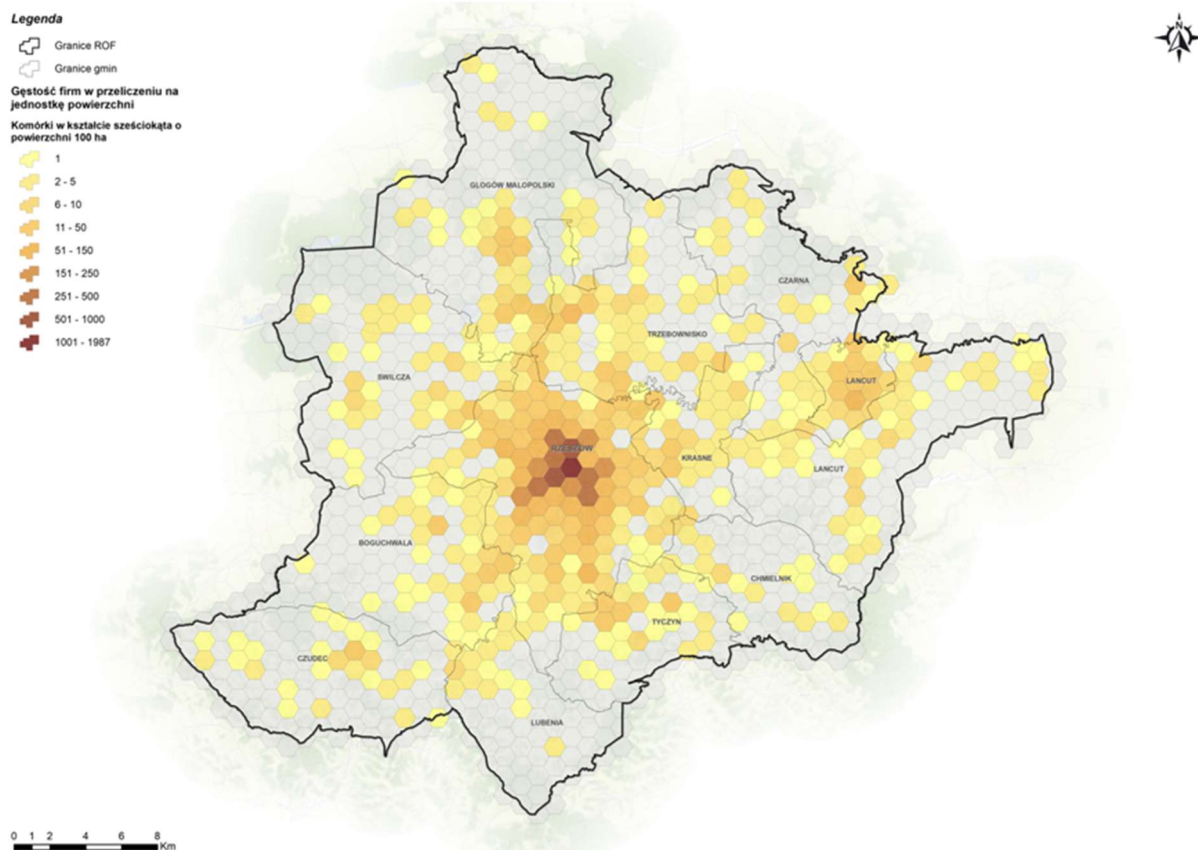 Legenda
Granice ROF
Granice gmin
Gęstość firm w przeliczeniu na
jednostkę powierzchni
Komórki w kształcie sześciokąta o
powierzchni 100 ha
1
2 - 5
6 - 10
11 - 50
51 - 150
151 - 250
251 - 500
501 - 1000
1001 - 1987
N
GŁOGÓW MAŁOPOLSKI
CZARNA
TRZEBOWNISKO
ŚWILCZA
ŁAŃCUT
RZESZÓW
KRASNE
ŁAŃCUT
BOGUCHWAŁA
CHMIELNIK
TYCZYN
CZUDEC
LUBENIA
0 1 2 4 6 8
Km